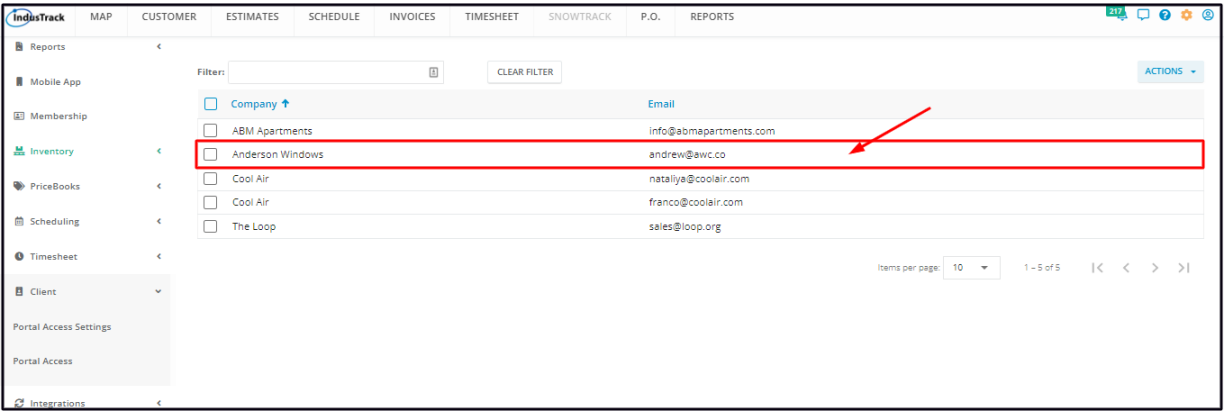 IndusTrack MAP CUSTOMER ESTIMATES SCHEDULE INVOICES TIMESHEET SNOWTRACK P.O. REPORTS 217
Reports
Mobile App
Membership
Inventory
PriceBooks
Scheduling
Timesheet
Client
Portal Access Settings
Portal Access
Integrations
Filter: CLEAR FILTER ACTIONS
Company Email
ABM Apartments info@abmapartments.com
Anderson Windows andrew@awc.co
Cool Air nataliya@coolair.com
Cool Air franco@coolair.com
The Loop sales@loop.org
Items per page: 10 1 – 5 of 5